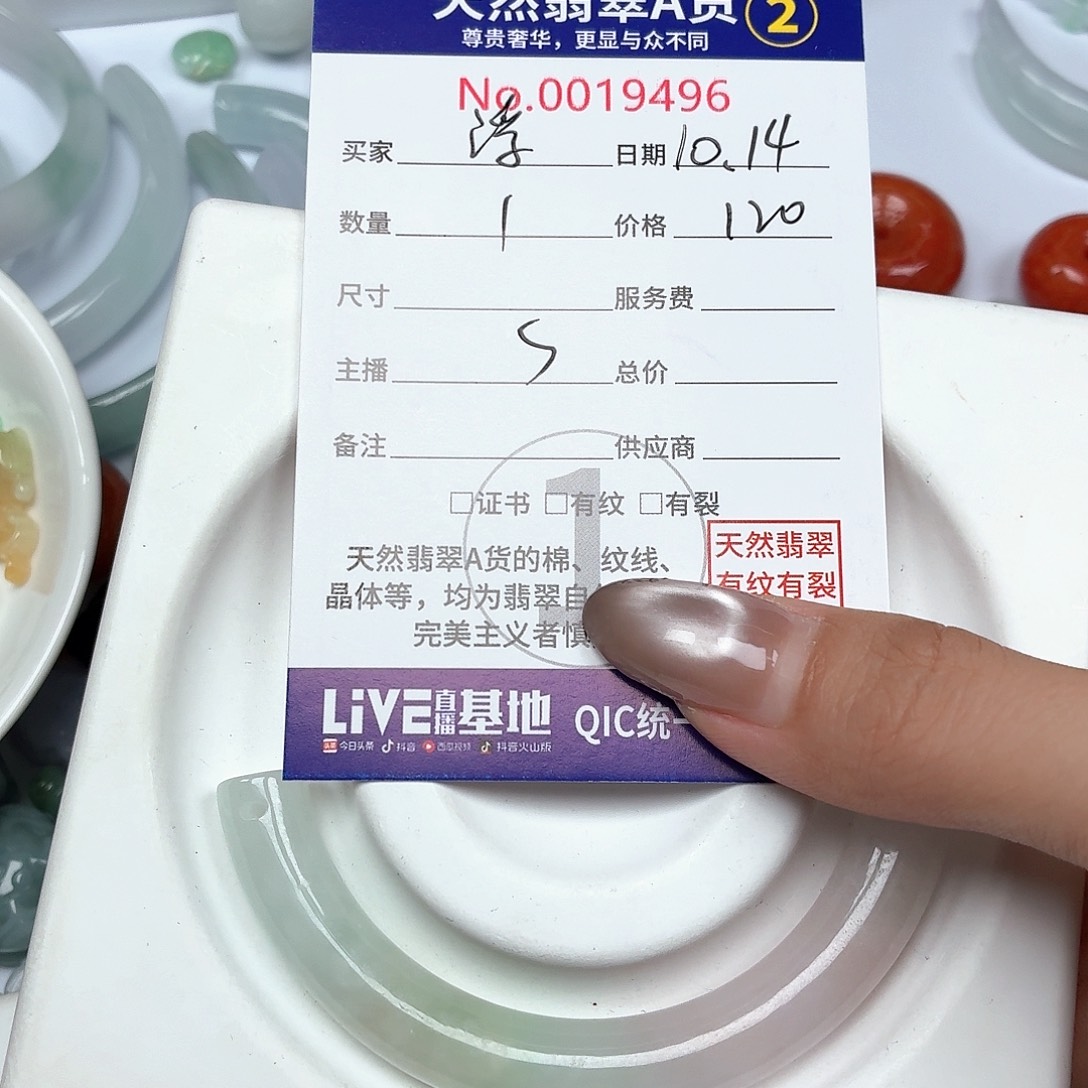 天然翡翠A货 2
尊贵奢华，更显与众不同
No.0019496
买家 浮 日期 10.14
数量 1 价格 120
尺寸 服务费
主播 S 总价
备注 供应商
1
□证书 □有纹 □有裂
天然翡翠A货的棉、纹线、
晶体等，均为翡翠自
完美主义者慎
天然翡翠
有纹有裂
LiVE直播基地 QIC统一
头条 今日头条 抖音 西瓜视频 抖音火山版